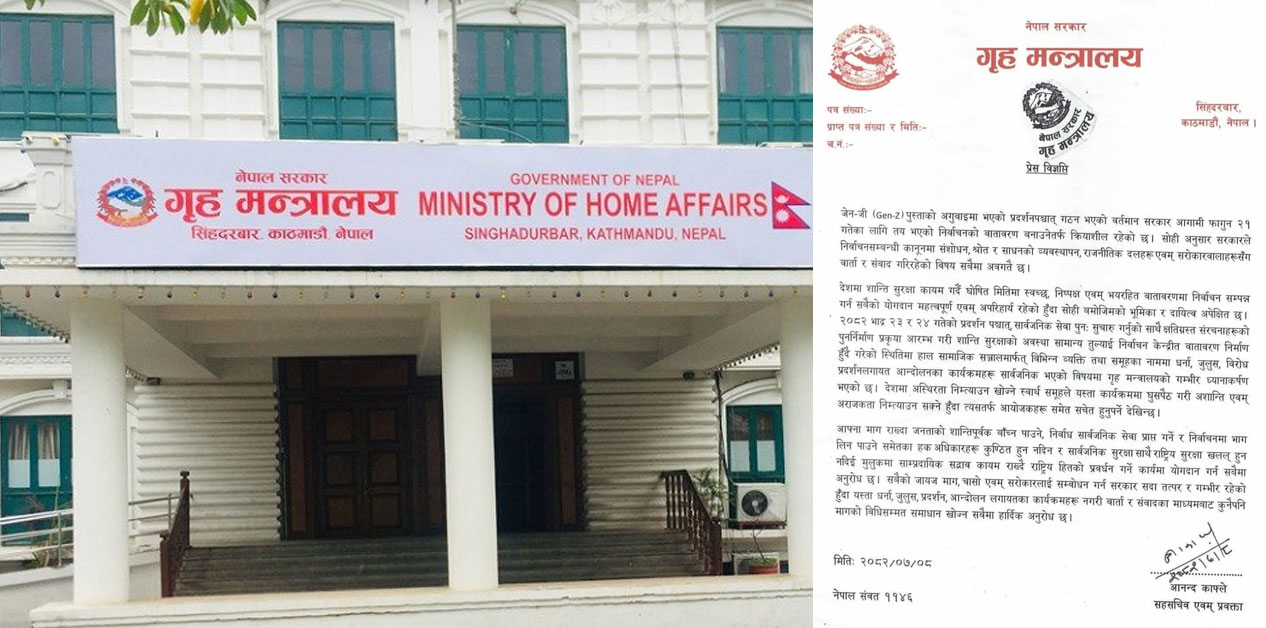 नेपाल सरकार
गृह मन्त्रालय
सिंहदरबार, काठमाडौं, नेपाल
GOVERNMENT OF NEPAL
MINISTRY OF HOME AFFAIRS
SINGHADURBAR, KATHMANDU, NEPAL
नेपाल सरकार
गृह मन्त्रालय
पत्र संख्याः-
प्राप्त पत्र संख्या र मितिः-
च.नं.:-
सिंहदरबार,
काठमाडौं, नेपाल ।
नेपाल सरकार
गृह मन्त्रालय
प्रेस विज्ञप्ति
जेन-जी (Gen-Z) पुस्ताको अगुवाइमा भएको प्रदर्शनपश्चात् गठन भएको वर्तमान सरकार आगामी फागुन २१
गतेका लागि तय भएको निर्वाचनको वातावरण बनाउनेतर्फ क्रियाशील रहेको छ। सोही अनुसार सरकारले
निर्वाचनसम्बन्धी कानूनमा संशोधन, श्रोत र साधनको व्यवस्थापन, राजनीतिक दलहरू एवम् सरोकारवालाहरूसँग
वार्ता र संवाद गरिरहेको विषय सबैमा अवगतै छ।
देशमा शान्ति सुरक्षा कायम गर्दै घोषित मितिमा स्वच्छ, निष्पक्ष एवम् भयरहित वातावरणमा निर्वाचन सम्पन्न
गर्न सबैको योगदान महत्वपूर्ण एवम् अपरिहार्य रहेको हुँदा सोही बमोजिमको भूमिका र दायित्व अपेक्षित छ।
२०८२ भाद्र २३ र २४ गतेको प्रदर्शन पश्चात्, सार्वजनिक सेवा पुनः सुचारु गर्नुको साथै क्षतिग्रस्त संरचनाहरूको
पुनर्निर्माण प्रकृया आरम्भ गरी शान्ति सुरक्षाको अवस्था सामान्य तुल्याई निर्वाचन केन्द्रीत वातावरण निर्माण
हुँदै गरेको स्थितिमा हाल सामाजिक सञ्जालमार्फत् विभिन्न व्यक्ति तथा समूहका नाममा धर्ना, जुलुस, विरोध
प्रदर्शनलगायत आन्दोलनका कार्यक्रमहरू सार्वजनिक भएको विषयमा गृह मन्त्रालयको गम्भीर ध्यानाकर्षण
भएको छ। देशमा अस्थिरता निम्त्याउन खोज्ने स्वार्थ समूहले यस्ता कार्यक्रममा घुसपैठ गरी अशान्ति एवम्
अराजकता निम्त्याउन सक्ने हुँदा त्यसतर्फ आयोजकहरू समेत सचेत हुनुपर्ने देखिन्छ।
आफ्ना माग राख्दा जनताको शान्तिपूर्वक बाँच्न पाउने, निर्वाध सार्वजनिक सेवा प्राप्त गर्ने र निर्वाचनमा भाग
लिन पाउने समेतका हक अधिकारहरू कुण्ठित हुन नदिन र सार्वजनिक सुरक्षा साथै राष्ट्रिय सुरक्षा खलल् हुन
नदिई मुलुकमा साम्प्रदायिक सद्भाव कायम राख्दै राष्ट्रिय हितको प्रवर्धन गर्ने कार्यमा योगदान गर्न सबैमा
अनुरोध छ। सबैको जायज माग, चासो एवम् सरोकारलाई सम्बोधन गर्न सरकार सदा तत्पर र गम्भीर रहेको
हुँदा यस्ता धर्ना, जुलुस, प्रदर्शन, आन्दोलन लगायतका कार्यक्रमहरू नगरी वार्ता र संवादका माध्यमबाट कुनैपनि
मागको विधिसम्मत समाधान खोज्न सबैमा हार्दिक अनुरोध छ।
मितिः २०८२/०७/०८
नेपाल संवत ११४६
२०८२/७/८
आनन्द काफ्ले
सहसचिव एवम् प्रवक्ता